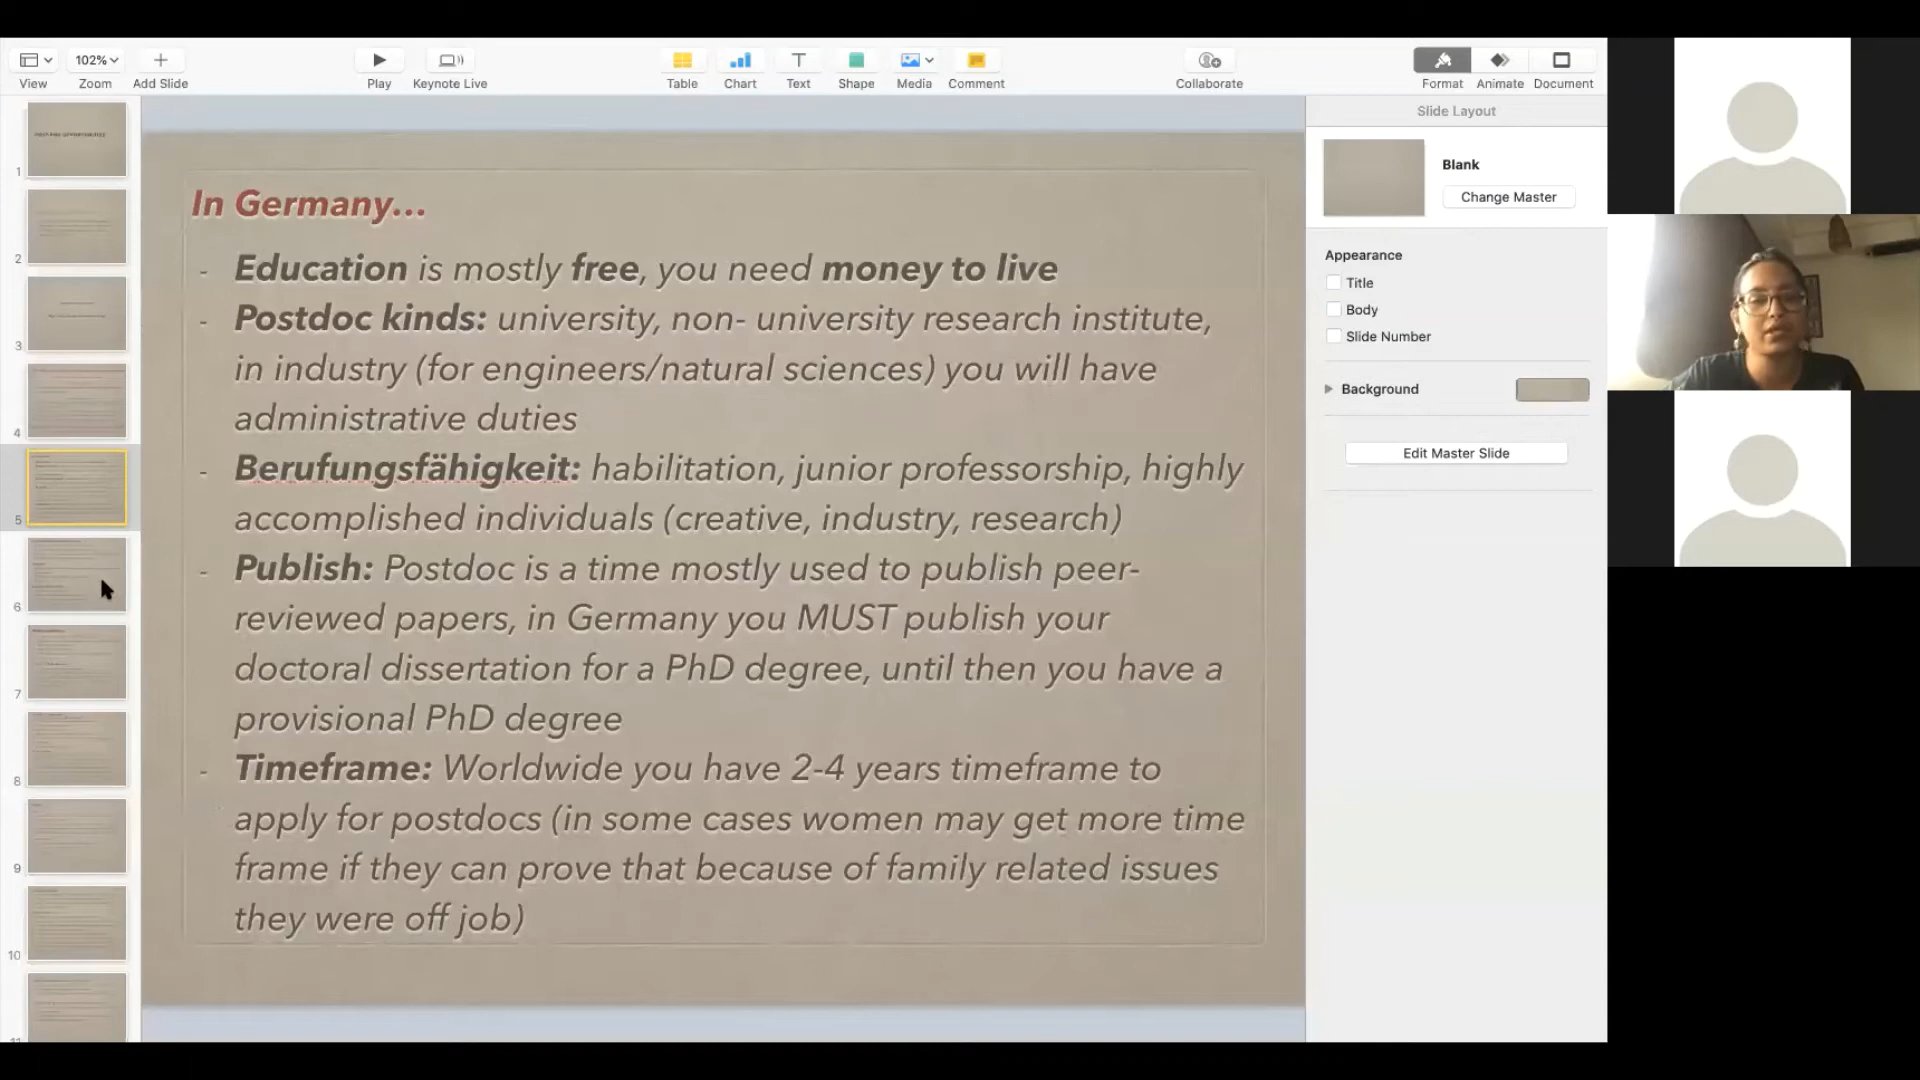 102%
View
Zoom
Add Slide
Play
Keynote Live
Table
Chart
Text
Shape
Media
Comment
Collaborate
Format
Animate
Document
1
2
3
4
5
6
7
8
9
10
In Germany...
- Education is mostly free, you need money to live
- Postdoc kinds: university, non- university research institute,
in industry (for engineers/natural sciences) you will have
administrative duties
- Berufungsfähigkeit: habilitation, junior professorship, highly
accomplished individuals (creative, industry, research)
- Publish: Postdoc is a time mostly used to publish peer-
reviewed papers, in Germany you MUST publish your
doctoral dissertation for a PhD degree, until then you have a
provisional PhD degree
- Timeframe: Worldwide you have 2-4 years timeframe to
apply for postdocs (in some cases women may get more time
frame if they can prove that because of family related issues
they were off job)
Slide Layout
Blank
Change Master
Appearance
Title
Body
Slide Number
Background
Edit Master Slide